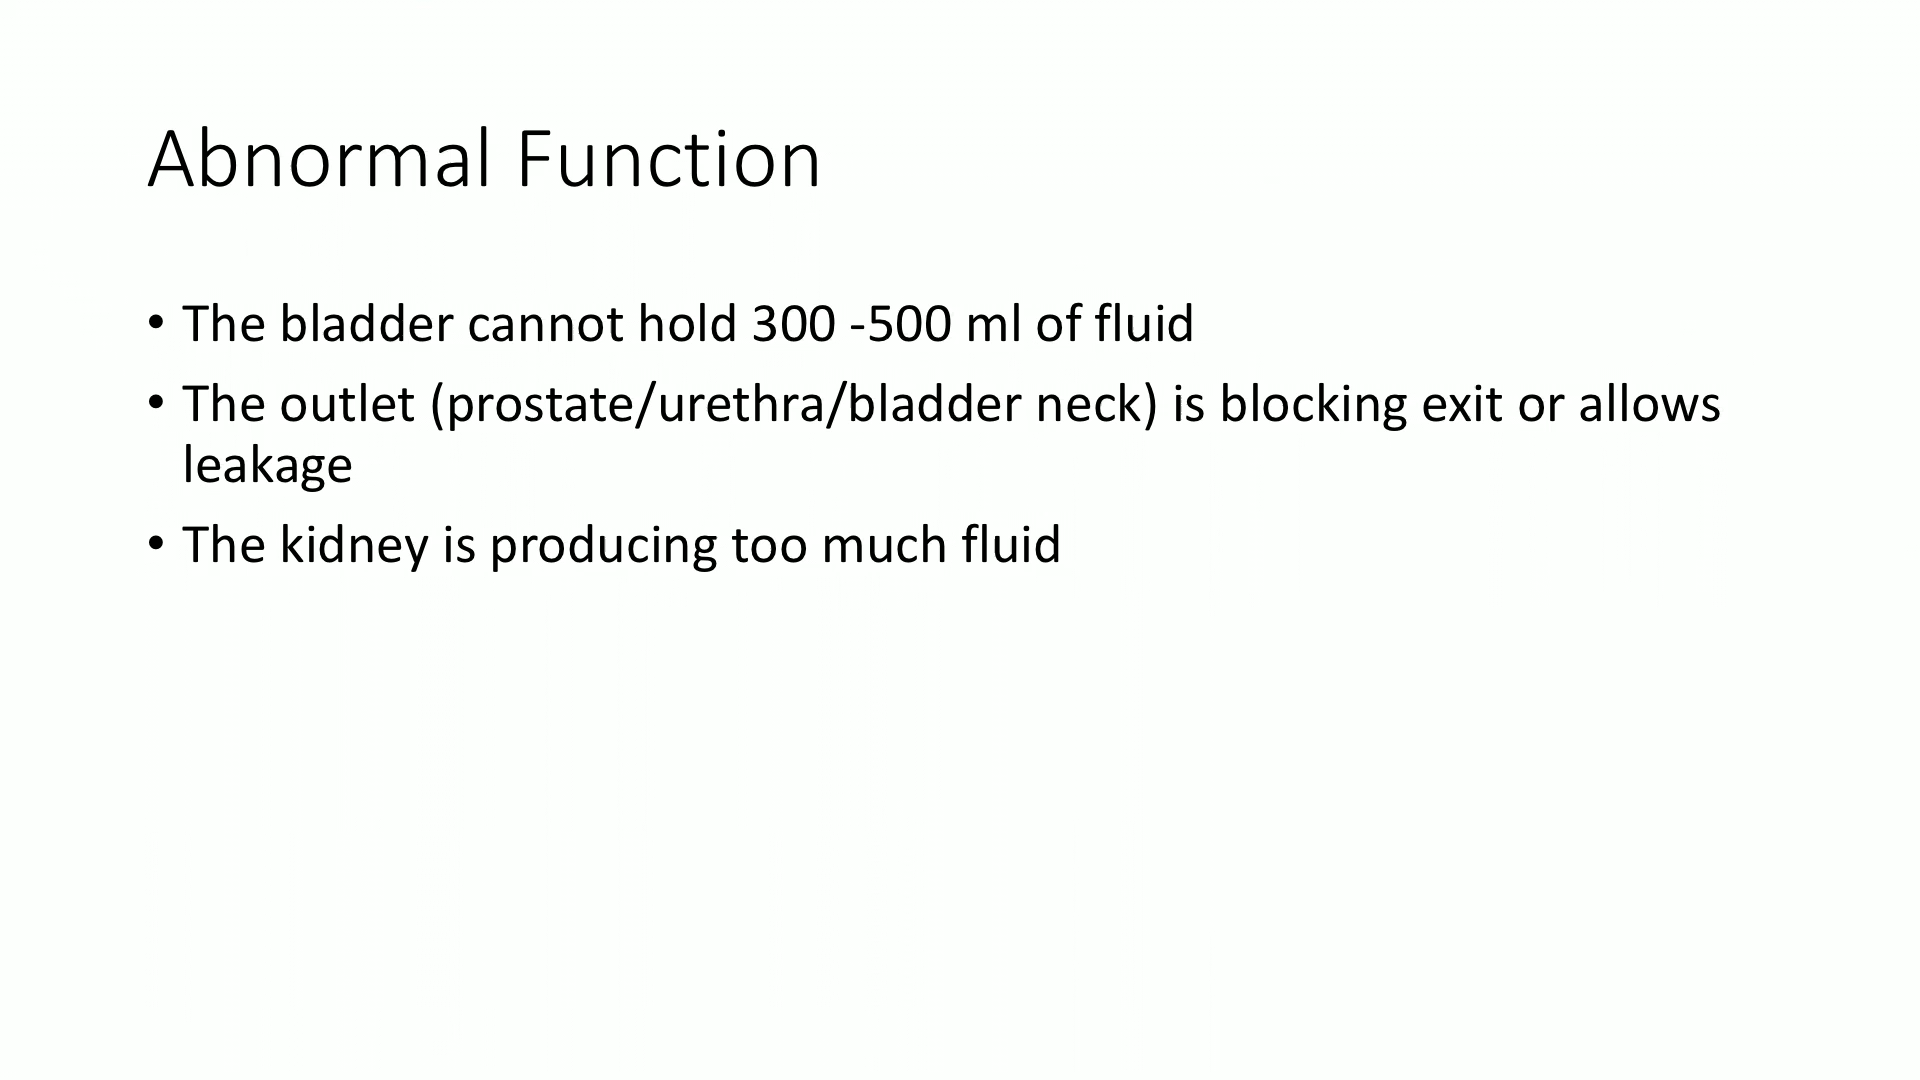 Abnormal Function
• The bladder cannot hold 300 -500 ml of fluid
• The outlet (prostate/urethra/bladder neck) is blocking exit or allows
leakage
• The kidney is producing too much fluid